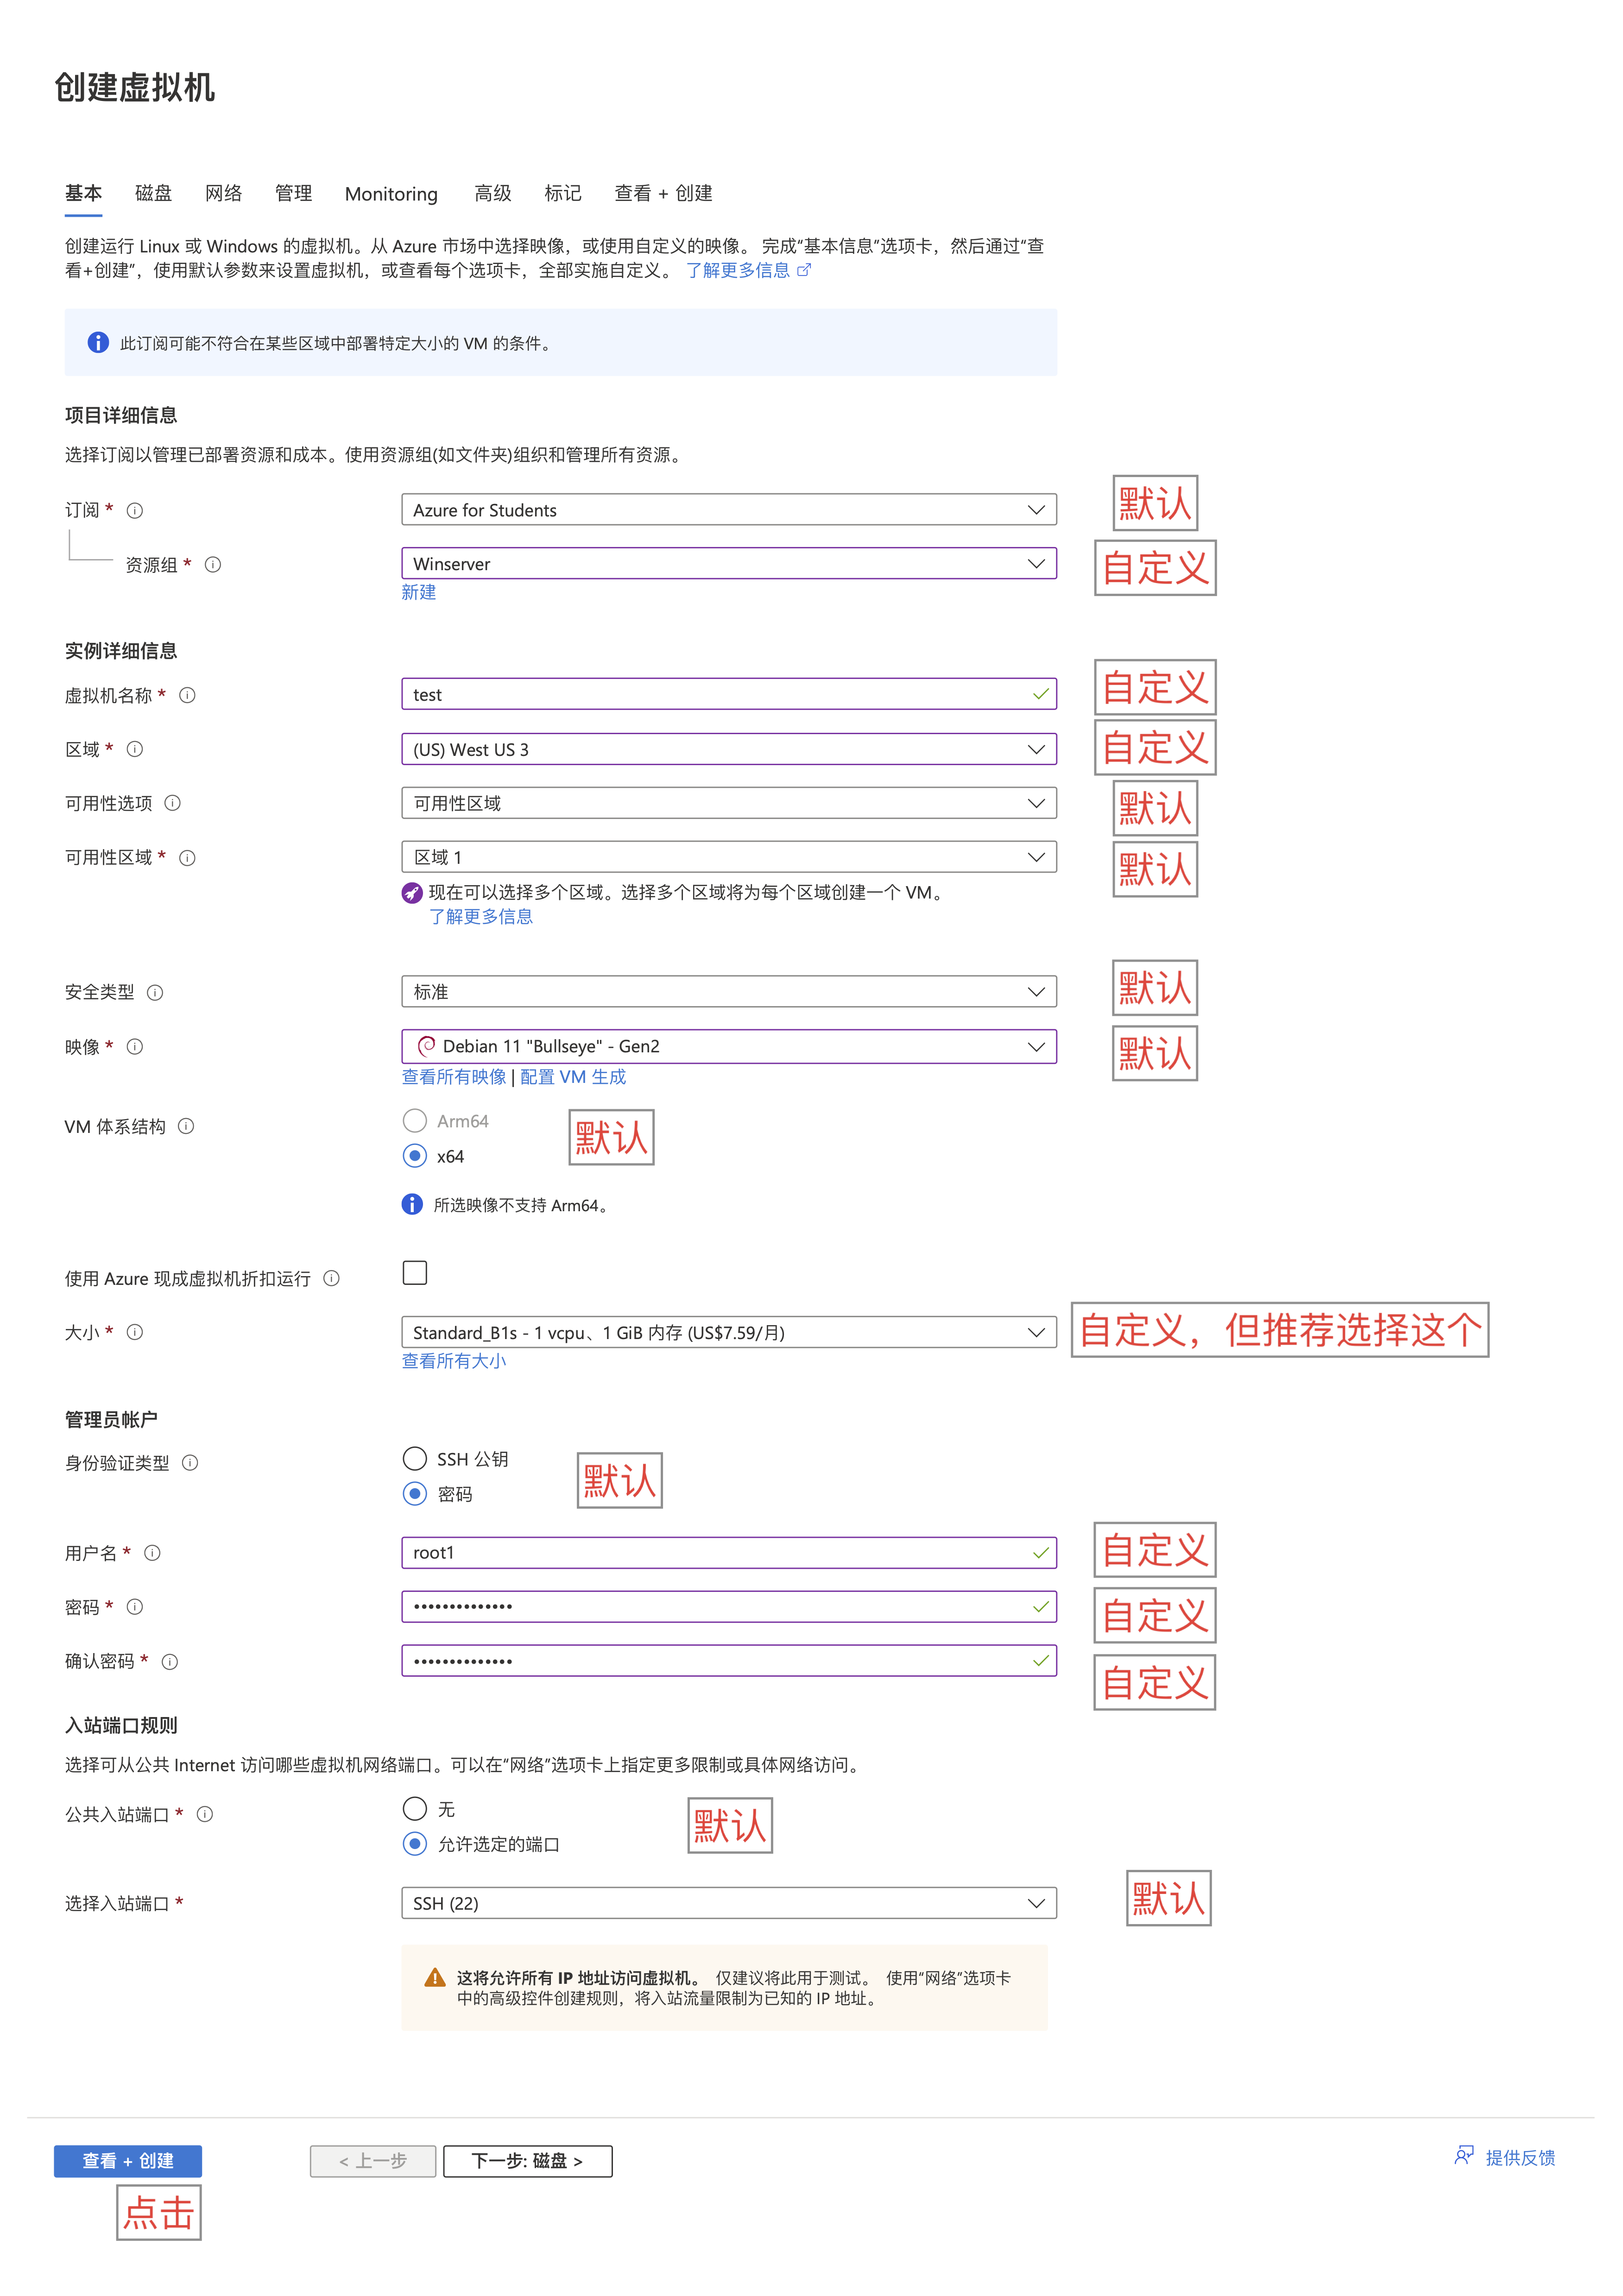 创建虚拟机
基本 磁盘 网络 管理 Monitoring 高级 标记 查看 + 创建
创建运行 Linux 或 Windows 的虚拟机。从 Azure 市场中选择映像，或使用自定义的映像。 完成“基本信息”选项卡，然后通过“查
看+创建”，使用默认参数来设置虚拟机，或查看每个选项卡，全部实施自定义。 了解更多信息
此订阅可能不符合在某些区域中部署特定大小的 VM 的条件。
项目详细信息
选择订阅以管理已部署资源和成本。使用资源组(如文件夹)组织和管理所有资源。
订阅 * Azure for Students 默认
资源组 * Winserver 自定义
新建
实例详细信息
虚拟机名称 * test 自定义
区域 * (US) West US 3 自定义
可用性选项 可用性区域 默认
可用性区域 * 区域 1 默认
现在可以选择多个区域。选择多个区域将为每个区域创建一个 VM。
了解更多信息
安全类型 标准 默认
映像 * Debian 11 "Bullseye" - Gen2 默认
查看所有映像 | 配置 VM 生成
VM 体系结构 Arm64 默认
x64
所选映像不支持 Arm64。
使用 Azure 现成虚拟机折扣运行
大小 * Standard_B1s - 1 vcpu、1 GiB 内存 (US$7.59/月) 自定义，但推荐选择这个
查看所有大小
管理员帐户
身份验证类型 SSH 公钥 默认
密码
用户名 * root1 自定义
密码 * •••••••••••••• 自定义
确认密码 * •••••••••••••• 自定义
入站端口规则
选择可从公共 Internet 访问哪些虚拟机网络端口。可以在“网络”选项卡上指定更多限制或具体网络访问。
公共入站端口 * 无 默认
允许选定的端口
选择入站端口 * SSH (22) 默认
这将允许所有 IP 地址访问虚拟机。 仅建议将此用于测试。 使用“网络”选项卡
中的高级控件创建规则，将入站流量限制为已知的 IP 地址。
查看 + 创建 < 上一步 下一步: 磁盘 > 提供反馈
点击